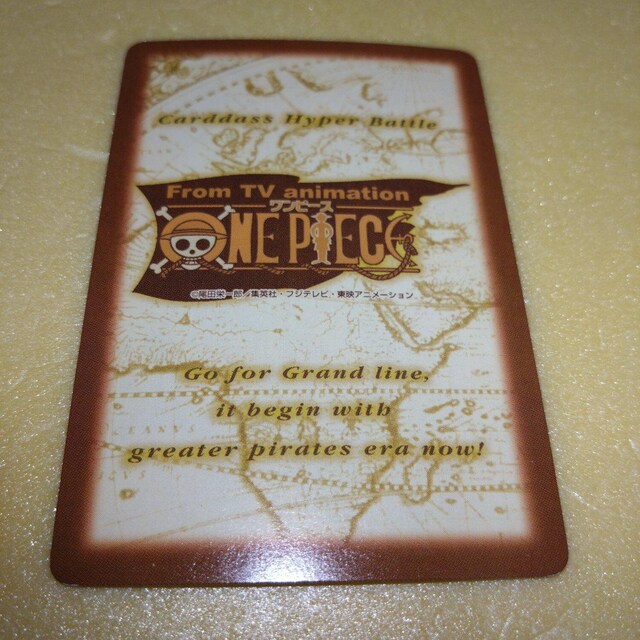 Carddass Hyper Battle
From TV animation
ワンピース
ONE PIECE
©尾田栄一郎/集英社・フジテレビ・東映アニメーション
Go for Grand line,
it begin with
greater pirates era now!